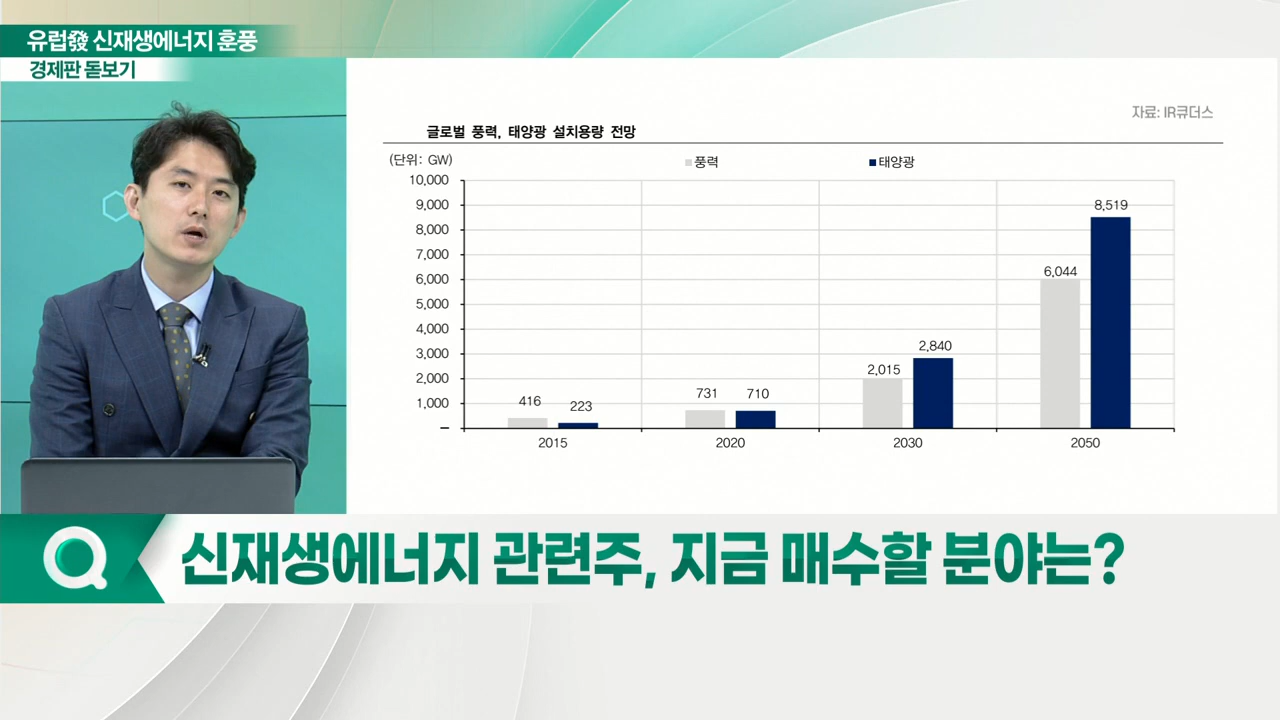 유럽發 신재생에너지 훈풍
경제판 돋보기
자료: IR큐더스
글로벌 풍력, 태양광 설치용량 전망
(단위: GW)
풍력 태양광
10,000
9,000
8,000
7,000
6,000
5,000
4,000
3,000
2,000
1,000
–
416 223
731 710
2,015 2,840
6,044 8,519
2015 2020 2030 2050
신재생에너지 관련주, 지금 매수할 분야는?